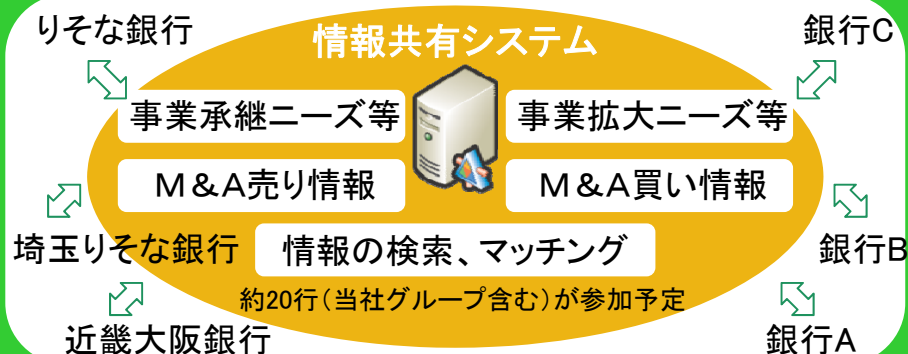 りそな銀行
情報共有システム
銀行C
事業承継ニーズ等
事業拡大ニーズ等
Ｍ＆Ａ売り情報
Ｍ＆Ａ買い情報
埼玉りそな銀行
情報の検索、マッチング
銀行B
約20行（当社グループ含む）が参加予定
近畿大阪銀行
銀行A